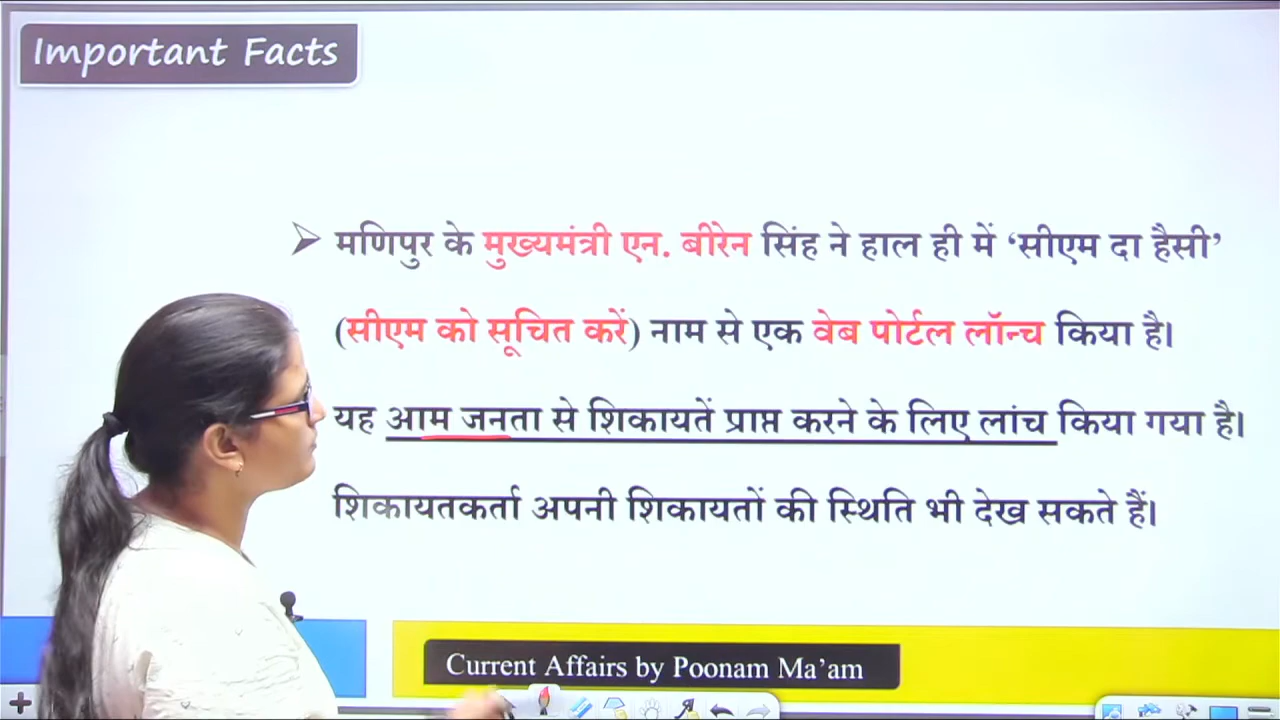 Important Facts
➢ मणिपुर के मुख्यमंत्री एन. बीरेन सिंह ने हाल ही में ‘सीएम दा हैसी’
(सीएम को सूचित करें) नाम से एक वेब पोर्टल लॉन्च किया है।
यह आम जनता से शिकायतें प्राप्त करने के लिए लांच किया गया है।
शिकायतकर्ता अपनी शिकायतों की स्थिति भी देख सकते हैं।
Current Affairs by Poonam Ma’am